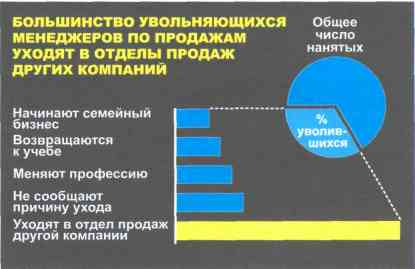 БОЛЬШИНСТВО УВОЛЬНЯЮЩИХСЯ
МЕНЕДЖЕРОВ ПО ПРОДАЖАМ
УХОДЯТ В ОТДЕЛЫ ПРОДАЖ
ДРУГИХ КОМПАНИЙ
Общее
число
нанятых
%
уволив-
шихся
Начинают семейный
бизнес
Возвращаются
к учебе
Меняют профессию
Не сообщают
причину ухода
Уходят в отдел продаж
другой компании